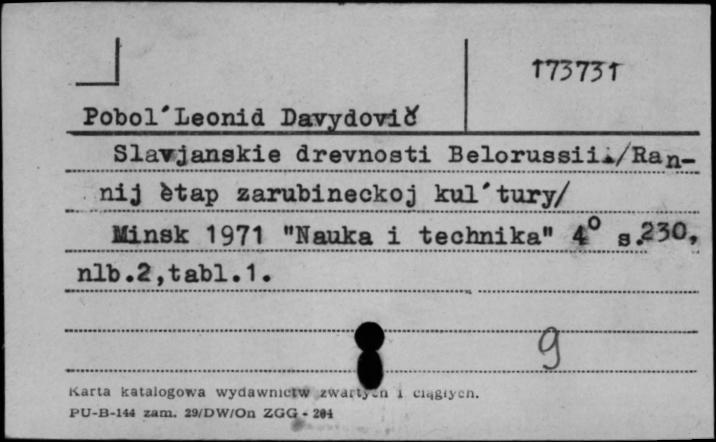 173731
Pobol´Leonid Davydovič
Slavjanskie drevnosti Belorussii./Ran-
nij ètap zarubineckoj kul´tury/
Minsk 1971 "Nauka i technika" 4° s.230,
nlb.2,tabl.1.
9
Karta katalogowa wydawnictw zwartych i ciągłych.
PU-B-144 zam. 29/DW/On ZGG - 204